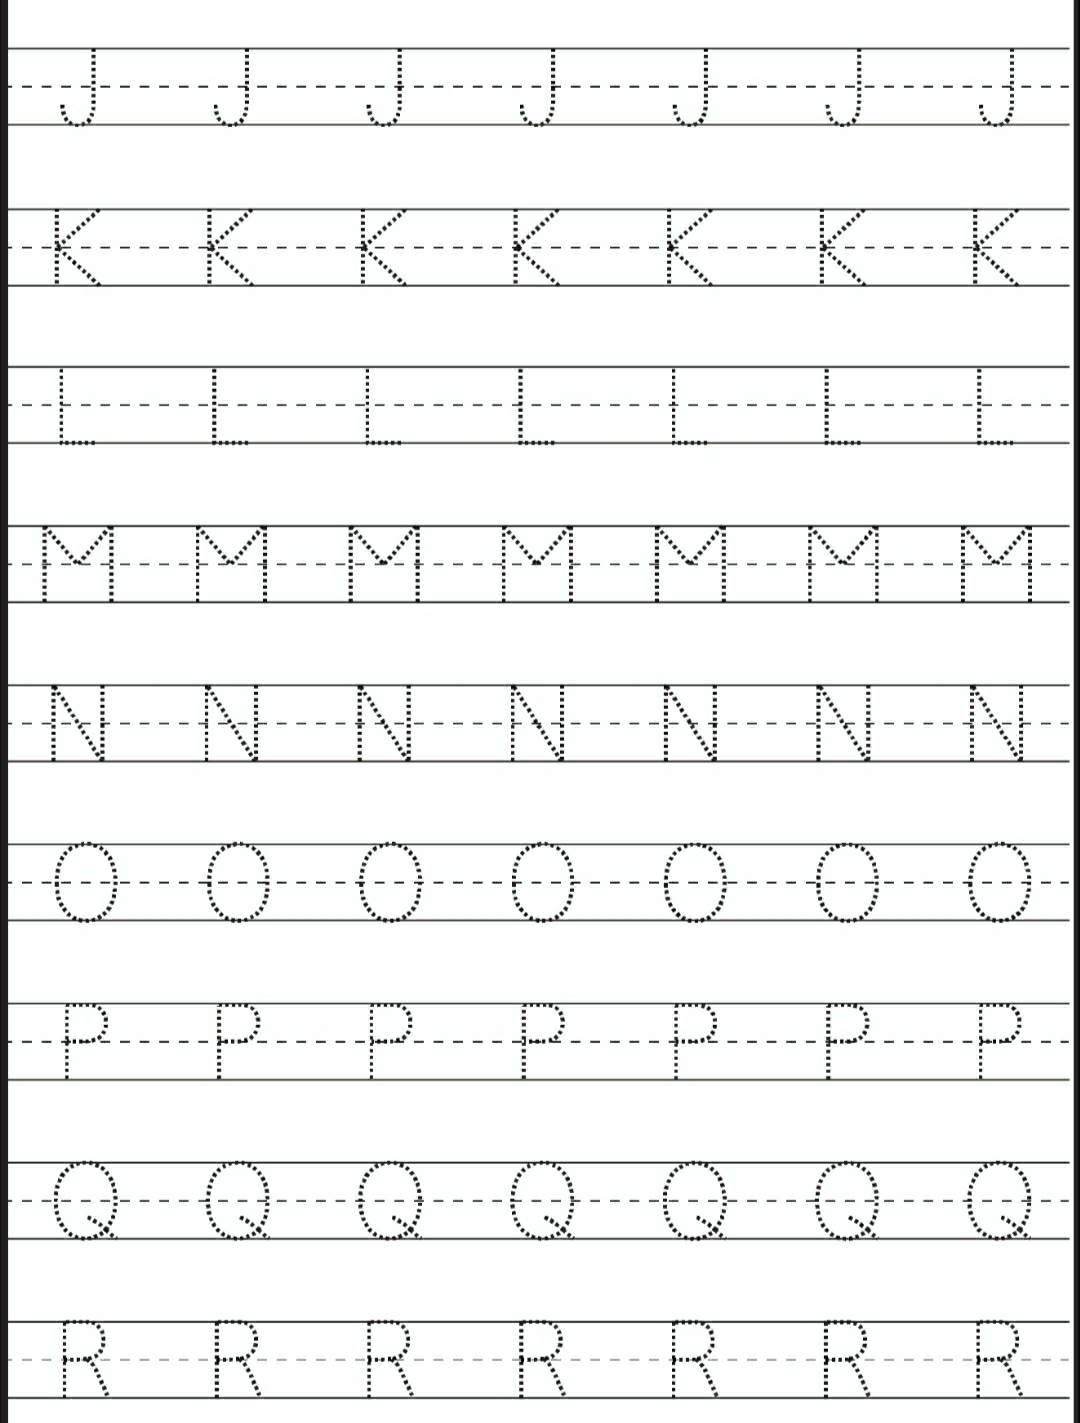 J J J J J J J
K K K K K K K
L L L L L L L
M M M M M M M
N N N N N N N
O O O O O O O
P P P P P P P
Q Q Q Q Q Q Q
R R R R R R R